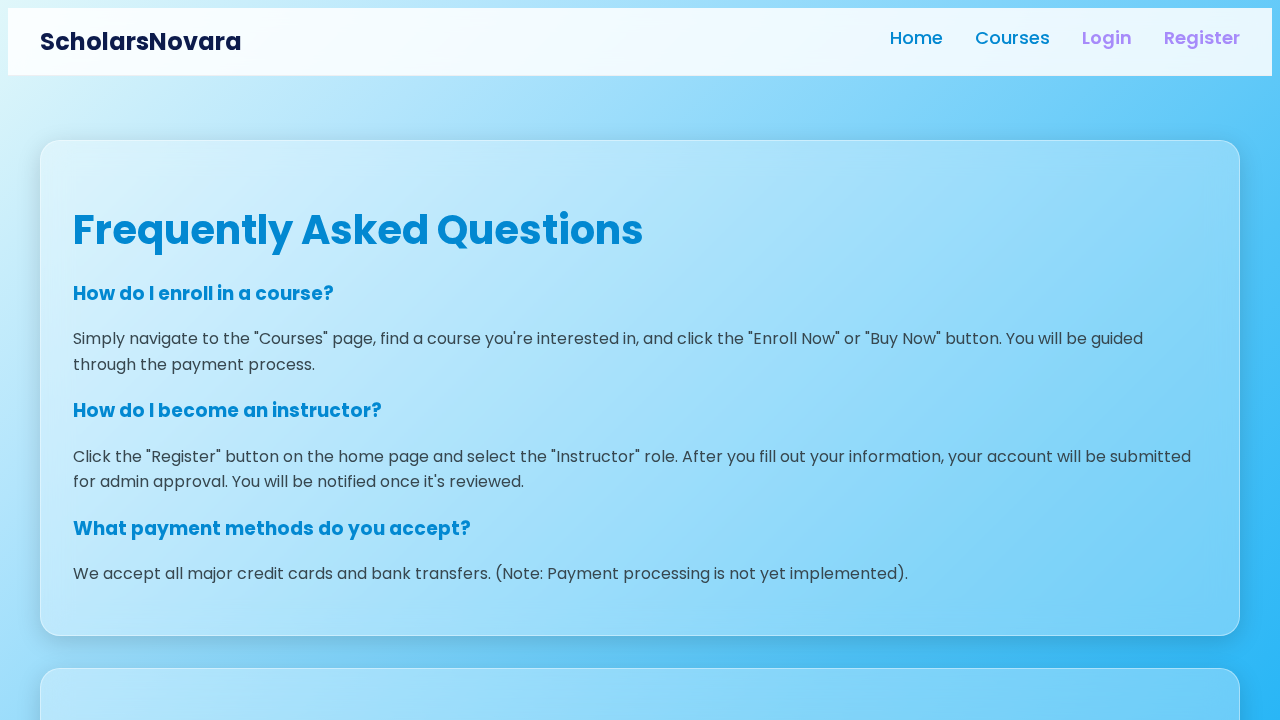 ScholarsNovara
Home Courses Login Register
Frequently Asked Questions
How do I enroll in a course?
Simply navigate to the "Courses" page, find a course you're interested in, and click the "Enroll Now" or "Buy Now" button. You will be guided
through the payment process.
How do I become an instructor?
Click the "Register" button on the home page and select the "Instructor" role. After you fill out your information, your account will be submitted
for admin approval. You will be notified once it's reviewed.
What payment methods do you accept?
We accept all major credit cards and bank transfers. (Note: Payment processing is not yet implemented).